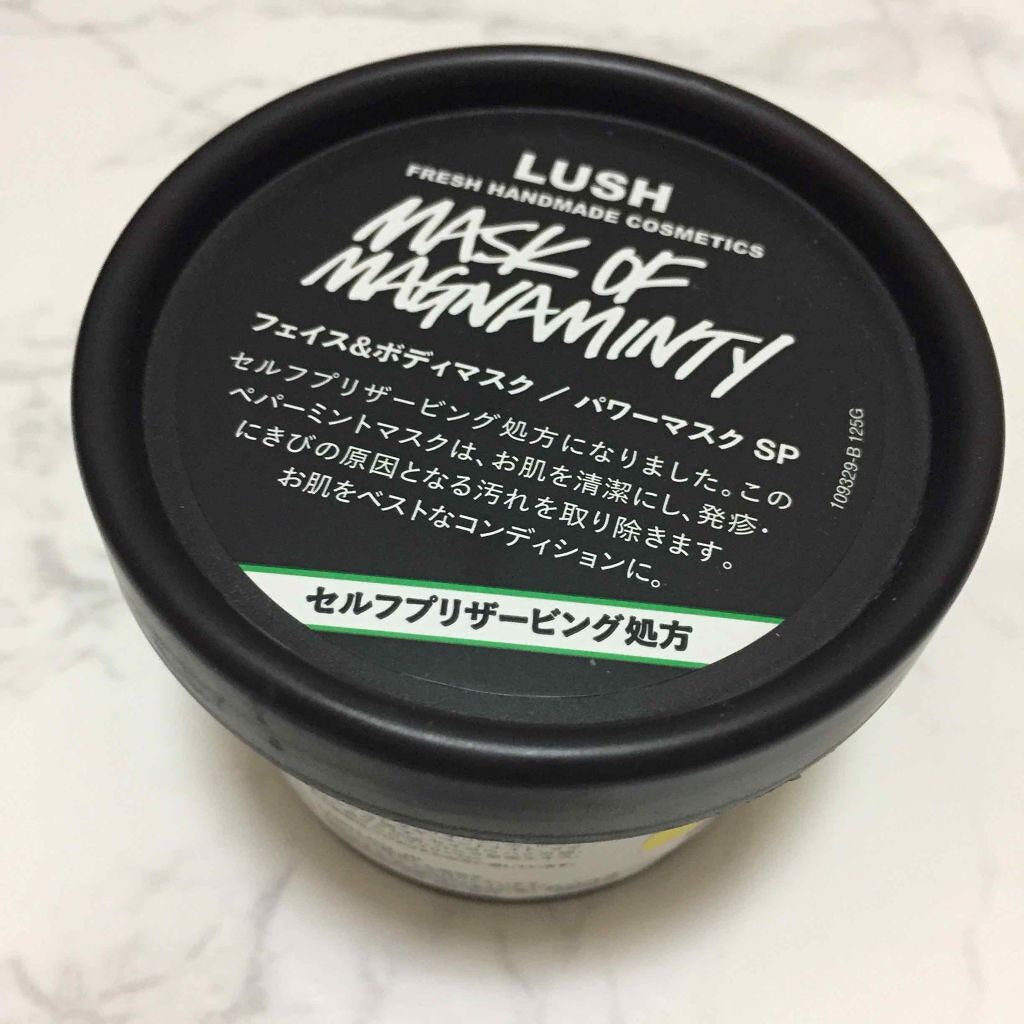 LUSH
FRESH HANDMADE COSMETICS
MASK OF
MAGNAMINTY
フェイス&ボディマスク / パワーマスク SP
セルフプリザービング処方になりました。この
ペパーミントマスクは、お肌を清潔にし、発疹・
にきびの原因となる汚れを取り除きます。
お肌をベストなコンディションに。
セルフプリザービング処方
109329-B 125G